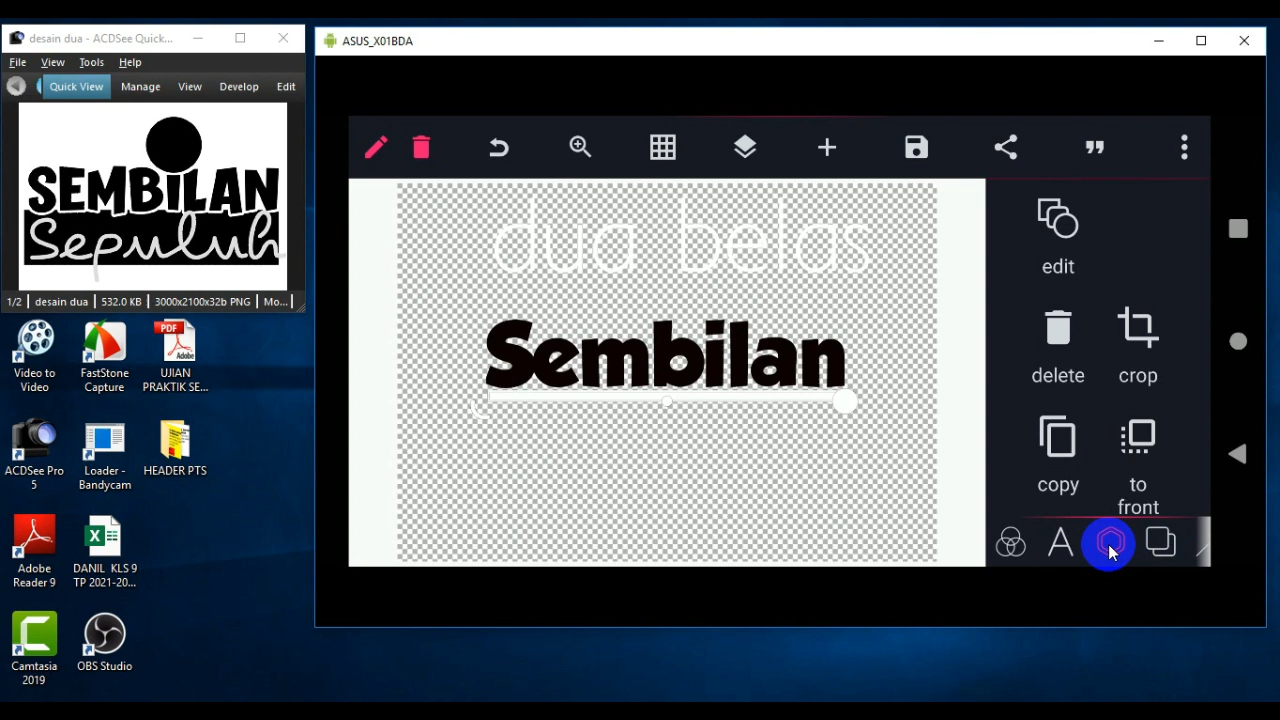 desain dua - ACDSee Quick...
File View Tools Help
Quick View Manage View Develop Edit
SEMBiLAN
Sepuluh
1/2 desain dua 532.0 KB 3000x2100x32b PNG Mo...
Video to Video
FastStone Capture
UJIAN PRAKTIK SE...
ACDSee Pro 5
Loader - Bandycam
HEADER PTS
Adobe Reader 9
DANIL KLS 9 TP 2021-20...
Camtasia 2019
OBS Studio
ASUS_X01BDA
dua belas
Sembilan
edit
delete crop
copy to front